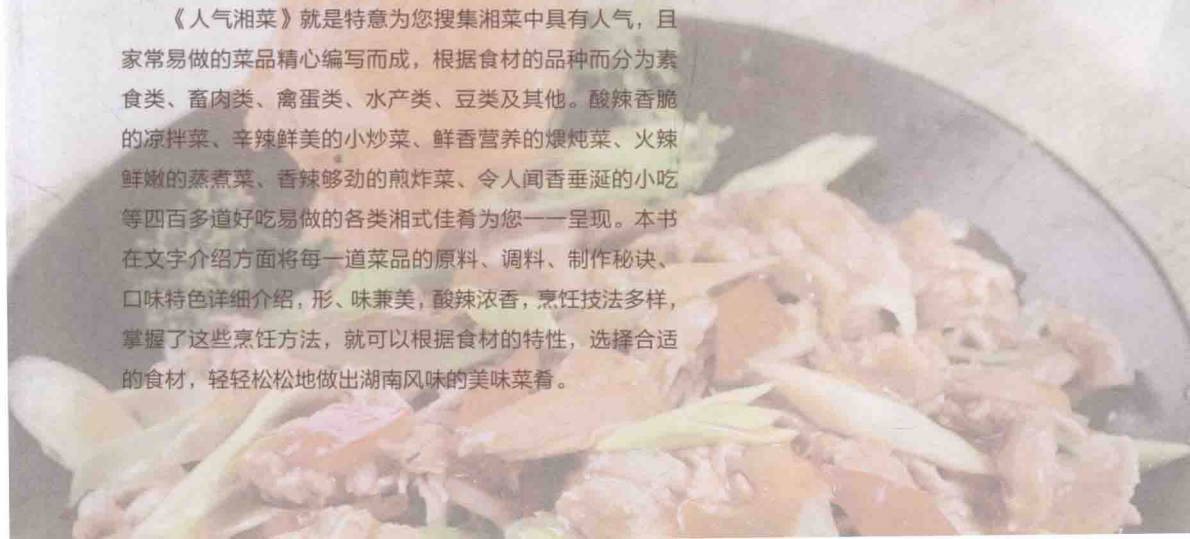 《人气湘菜》就是特意为您搜集湘菜中具有人气，且
家常易做的菜品精心编写而成，根据食材的品种而分为素
食类、畜肉类、禽蛋类、水产类、豆类及其他。酸辣香脆
的凉拌菜、辛辣鲜美的小炒菜、鲜香营养的煨炖菜、火辣
鲜嫩的蒸煮菜、香辣够劲的煎炸菜、令人闻香垂涎的小吃
等四百多道好吃易做的各类湘式佳肴为您一一呈现。本书
在文字介绍方面将每一道菜品的原料、调料、制作秘诀、
口味特色详细介绍，形、味兼美，酸辣浓香，烹饪技法多样，
掌握了这些烹饪方法，就可以根据食材的特性，选择合适
的食材，轻轻松松地做出湖南风味的美味菜肴。